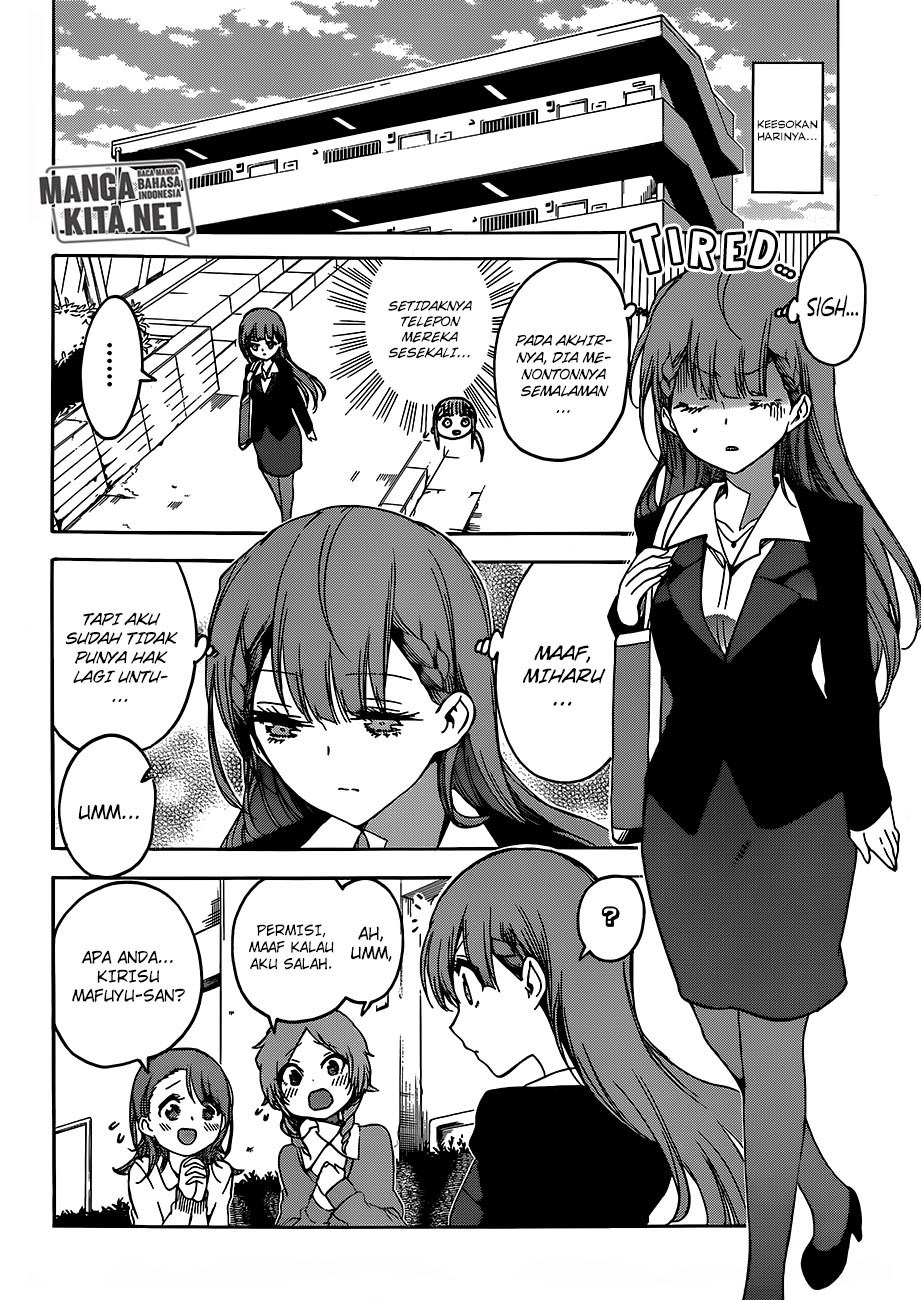 KEESOKAN
HARINYA...
MANGA
KITA.NET
BACA MANGA
BAHASA
INDONESIA
TIRED...
SIGH...
PADA AKHIR-
NYA, DIA ME-
NONTONNYA
SEMALAMAN
...
SETIDAKNYA
TELEPON
MEREKA
SESEKALI...
......
MAAF,
MIHARU
...
TAPI AKU
SUDAH TIDAK
PUNYA HAK
LAGI UNTU-
...
UMM...
?
AH,
UMM,
PERMISI,
MAAF KALAU
AKU SALAH.
APA ANDA...
KIRISU
MAFUYU-SAN?